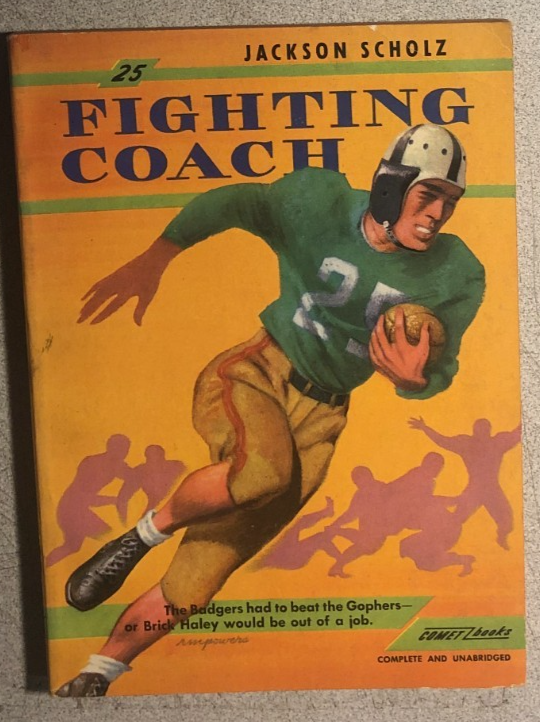 JACKSON SCHOLZ
25
FIGHTING
COACH
25
The Badgers had to beat the Gophers—
or Brick Haley would be out of a job.
COMET books
COMPLETE AND UNABRIDGED